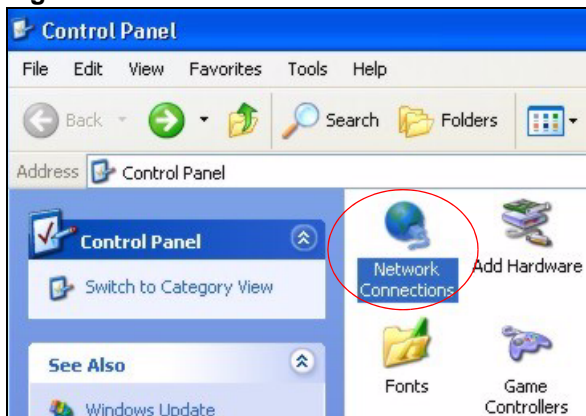 Control Panel
File Edit View Favorites Tools Help
Back Search Folders
Address Control Panel
Control Panel
Switch to Category View
See Also
Windows Update
Network Connections
Add Hardware
Fonts
Game Controllers